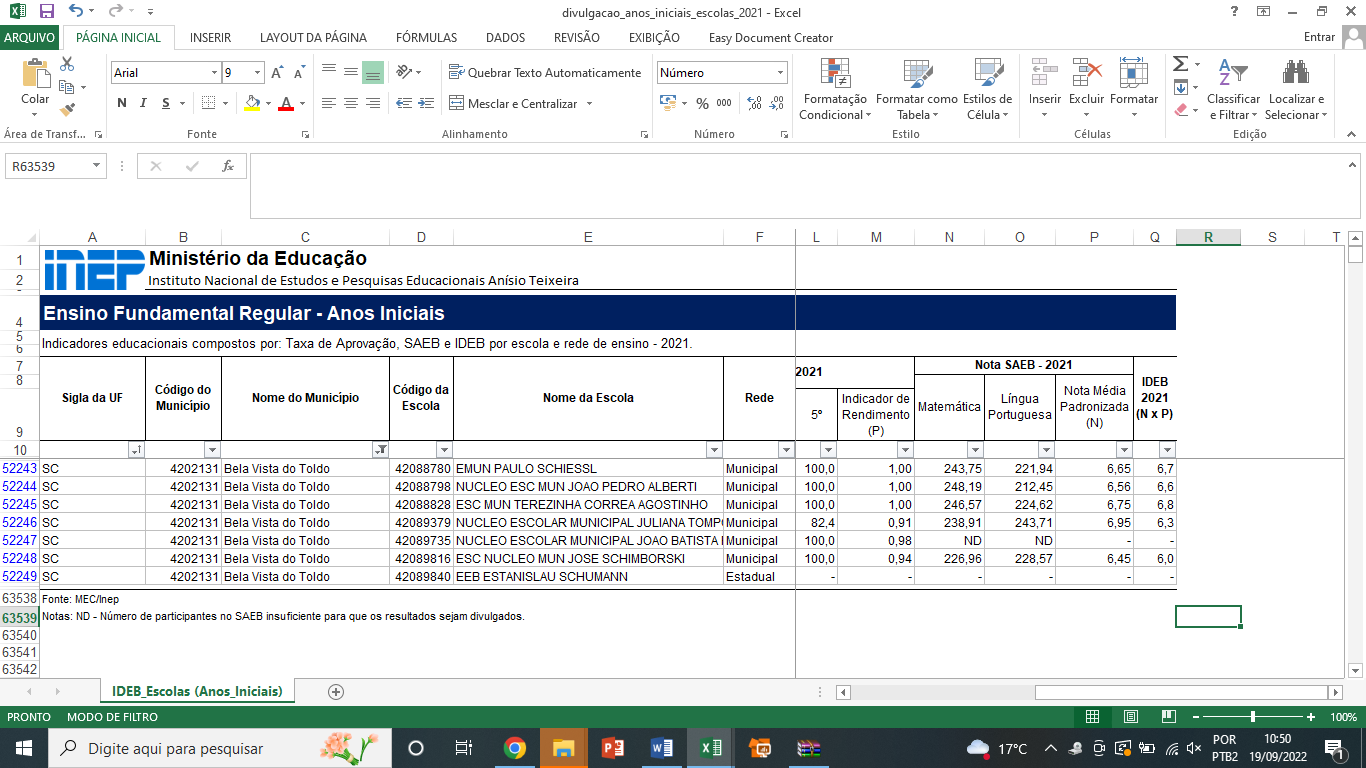 divulgacao_anos_iniciais_escolas_2021 - Excel
ARQUIVO PÁGINA INICIAL INSERIR LAYOUT DA PÁGINA FÓRMULAS DADOS REVISÃO EXIBIÇÃO Easy Document Creator Entrar
Colar
Arial 9
Quebrar Texto Automaticamente
Número
N I S
Mesclar e Centralizar
% 000
Formatação Condicional
Formatar como Tabela
Estilos de Célula
Inserir Excluir Formatar
Classificar e Filtrar
Localizar e Selecionar
Área de Transf... Fonte Alinhamento Número Estilo Células Edição
R63539 fx
A B C D E F L M N O P Q R S T
1 INEP Ministério da Educação
2 Instituto Nacional de Estudos e Pesquisas Educacionais Anísio Teixeira
4 Ensino Fundamental Regular - Anos Iniciais
5
6 Indicadores educacionais compostos por: Taxa de Aprovação, SAEB e IDEB por escola e rede de ensino - 2021.
7 2021 Nota SAEB - 2021
8
9 Sigla da UF Código do Município Nome do Município Código da Escola Nome da Escola Rede 5º Indicador de Rendimento (P) Matemática Língua Portuguesa Nota Média Padronizada (N) IDEB 2021 (N x P)
10
52243 SC 4202131 Bela Vista do Toldo 42088780 EMUN PAULO SCHIESSL Municipal 100,0 1,00 243,75 221,94 6,65 6,7
52244 SC 4202131 Bela Vista do Toldo 42088798 NUCLEO ESC MUN JOAO PEDRO ALBERTI Municipal 100,0 1,00 248,19 212,45 6,56 6,6
52245 SC 4202131 Bela Vista do Toldo 42088828 ESC MUN TEREZINHA CORREA AGOSTINHO Municipal 100,0 1,00 246,57 224,62 6,75 6,8
52246 SC 4202131 Bela Vista do Toldo 42089379 NUCLEO ESCOLAR MUNICIPAL JULIANA TOMP Municipal 82,4 0,91 238,91 243,71 6,95 6,3
52247 SC 4202131 Bela Vista do Toldo 42089735 NUCLEO ESCOLAR MUNICIPAL JOAO BATISTA Municipal 100,0 0,98 ND ND - -
52248 SC 4202131 Bela Vista do Toldo 42089816 ESC NUCLEO MUN JOSE SCHIMBORSKI Municipal 100,0 0,94 226,96 228,57 6,45 6,0
52249 SC 4202131 Bela Vista do Toldo 42089840 EEB ESTANISLAU SCHUMANN Estadual - - - - - -
63538 Fonte: MEC/Inep
63539 Notas: ND - Número de participantes no SAEB insuficiente para que os resultados sejam divulgados.
63540
63541
63542
IDEB_Escolas (Anos_Iniciais)
PRONTO MODO DE FILTRO 100%
Digite aqui para pesquisar
17°C
POR PTB2
10:50
19/09/2022
1